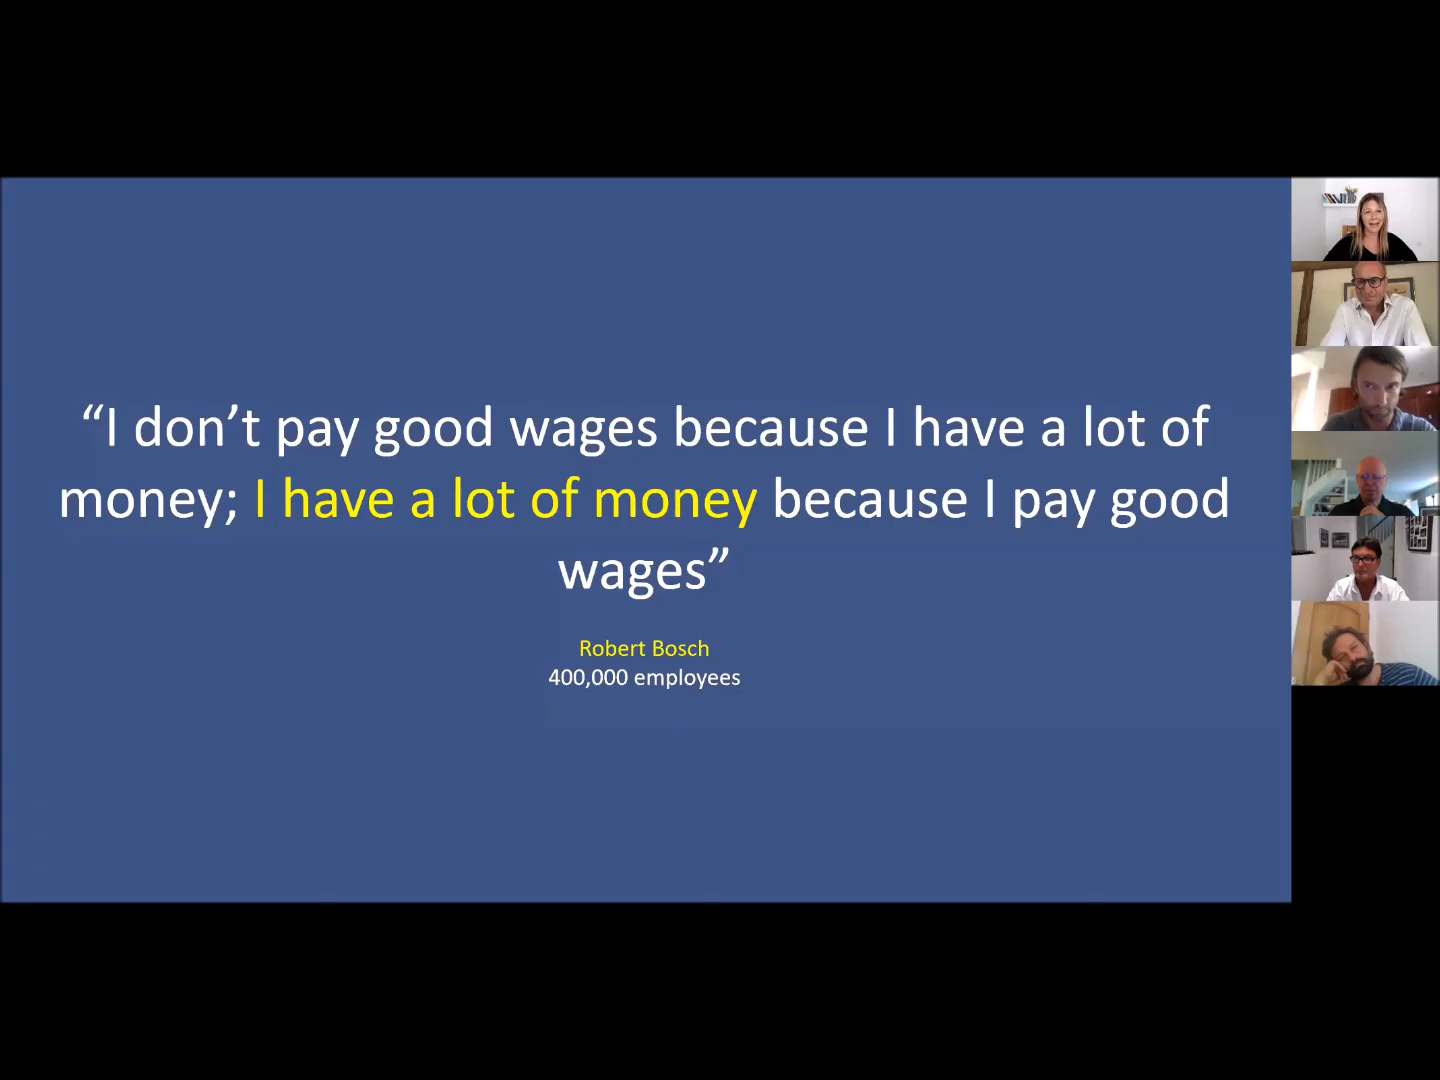 “I don’t pay good wages because I have a lot of
money; I have a lot of money because I pay good
wages”
Robert Bosch
400,000 employees